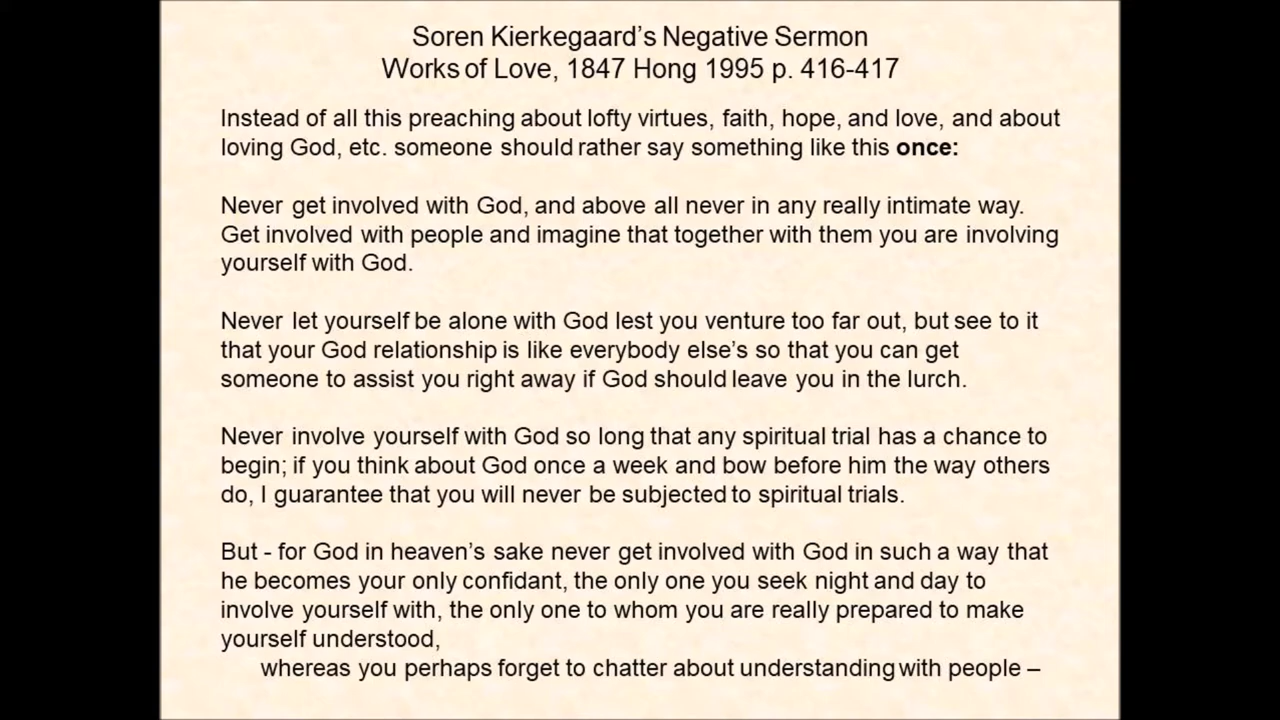 Soren Kierkegaard's Negative Sermon
Works of Love, 1847 Hong 1995 p. 416-417
Instead of all this preaching about lofty virtues, faith, hope, and love, and about
loving God, etc. someone should rather say something like this once:
Never get involved with God, and above all never in any really intimate way.
Get involved with people and imagine that together with them you are involving
yourself with God.
Never let yourself be alone with God lest you venture too far out, but see to it
that your God relationship is like everybody else's so that you can get
someone to assist you right away if God should leave you in the lurch.
Never involve yourself with God so long that any spiritual trial has a chance to
begin; if you think about God once a week and bow before him the way others
do, I guarantee that you will never be subjected to spiritual trials.
But - for God in heaven's sake never get involved with God in such a way that
he becomes your only confidant, the only one you seek night and day to
involve yourself with, the only one to whom you are really prepared to make
yourself understood,
whereas you perhaps forget to chatter about understanding with people –